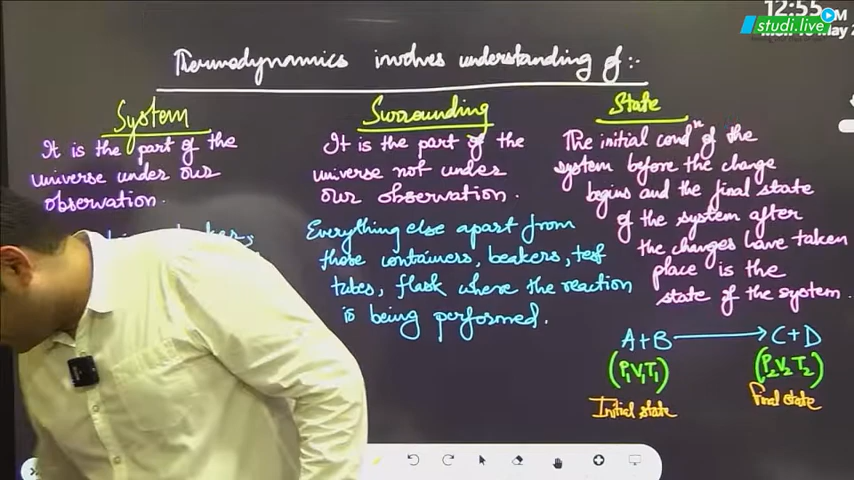 12:55 PM
studi.live
Thermodynamics involves understanding of :-
System
It is the part of the
universe under our
observation.
Surrounding
It is the part of the
universe not under
our observation.
Everything else apart from
those containers, beakers, test
tubes, flask where the reaction
is being performed.
State
The initial condⁿ of the
system before the change
begins and the final state
of the system after
the changes have taken
place is the
state of the system.
A+B ⟶ C+D
(P₁V₁T₁) (P₂V₂T₂)
Initial state Final state